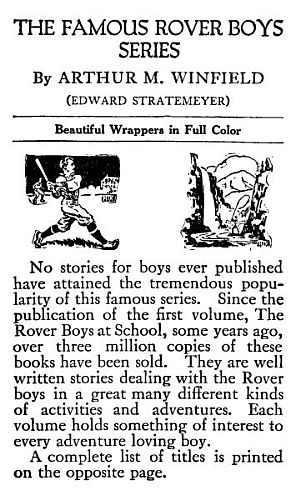 THE FAMOUS ROVER BOYS
SERIES
By ARTHUR M. WINFIELD
(EDWARD STRATEMEYER)
Beautiful Wrappers in Full Color
No stories for boys ever published
have attained the tremendous popu-
larity of this famous series. Since the
publication of the first volume, The
Rover Boys at School, some years ago,
over three million copies of these
books have been sold. They are well
written stories dealing with the Rover
boys in a great many different kinds
of activities and adventures. Each
volume holds something of interest to
every adventure loving boy.
A complete list of titles is printed
on the opposite page.